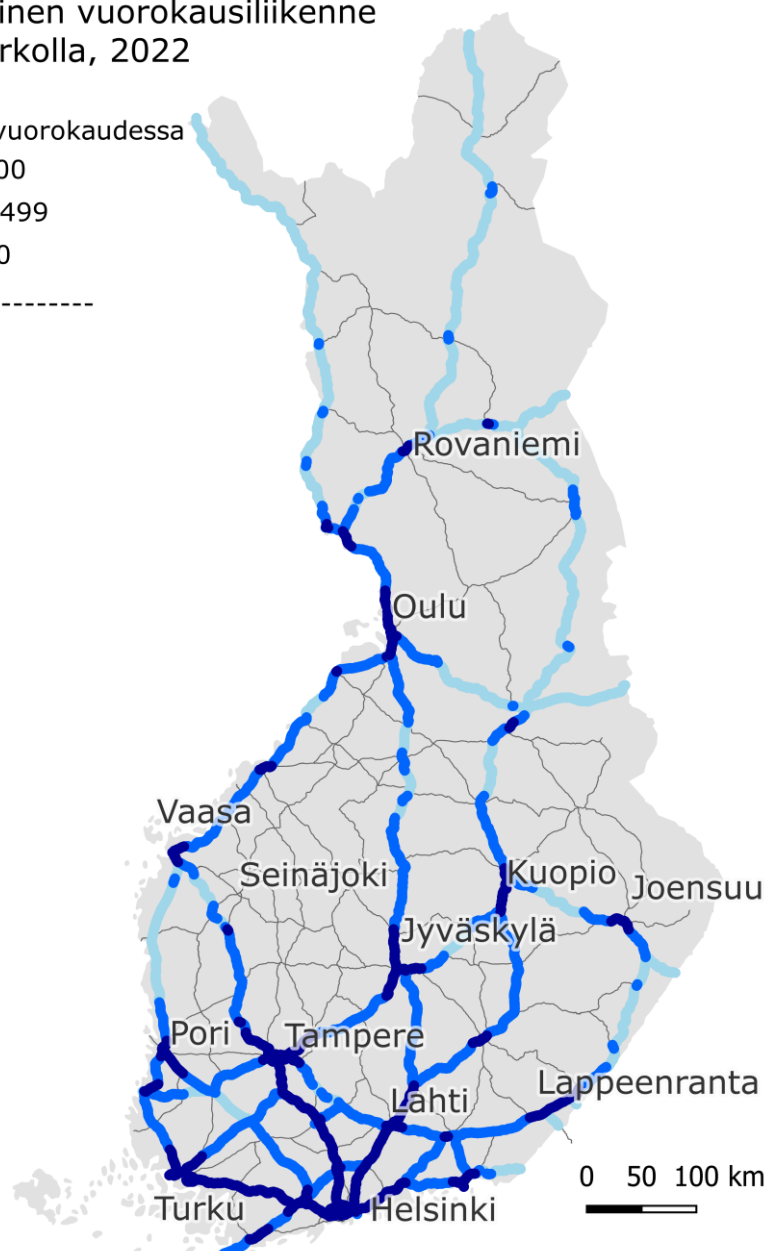 inen vuorokausiliikenne
rkolla, 2022
vuorokaudessa
00
499
0
---------
Rovaniemi
Oulu
Vaasa
Seinäjoki
Kuopio
Joensuu
Jyväskylä
Pori
Tampere
Lappeenranta
Lahti
0 50 100 km
Turku
Helsinki